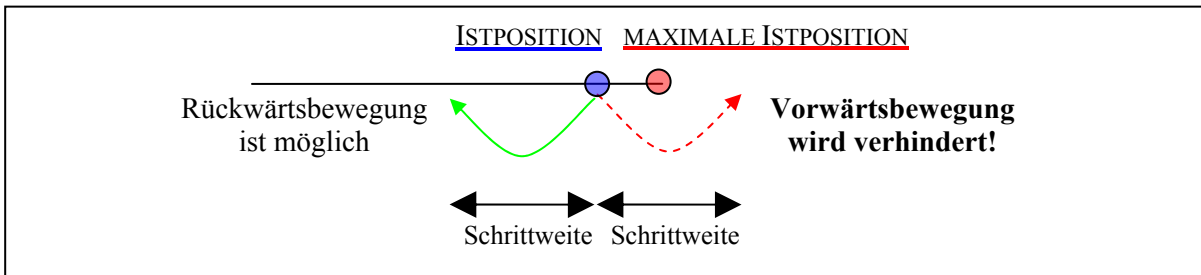 ISTPOSITION MAXIMALE ISTPOSITION
Rückwärtsbewegung
ist möglich
Vorwärtsbewegung
wird verhindert!
Schrittweite Schrittweite